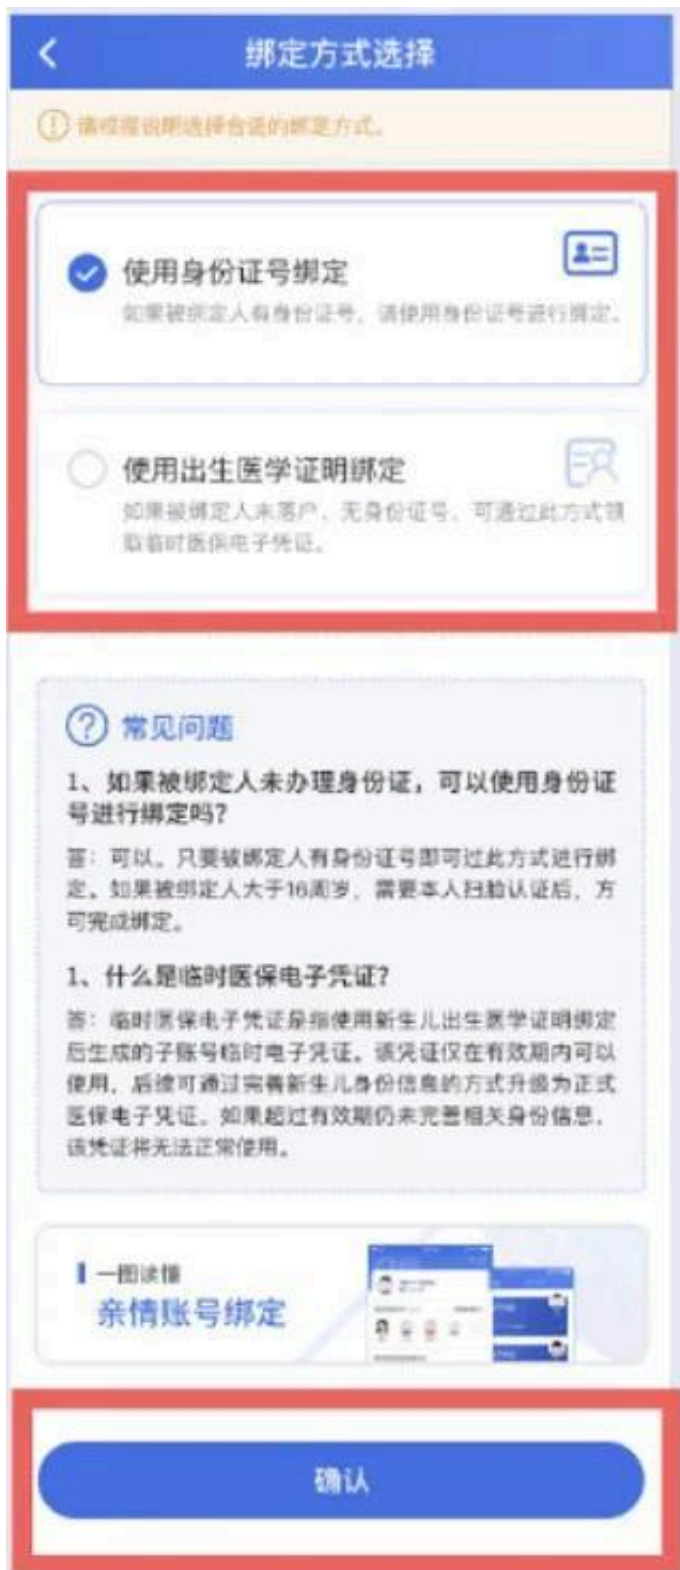 绑定方式选择
请根据说明选择合适的绑定方式。
使用身份证号绑定
如果被绑定人有身份证号，请使用身份证号进行绑定。
使用出生医学证明绑定
如果被绑定人未落户，无身份证号，可通过此方式领
取临时医保电子凭证。
常见问题
1、如果被绑定人未办理身份证，可以使用身份证
号进行绑定吗？
答：可以。只要被绑定人有身份证号即可过此方式进行绑
定。如果被绑定人大于16周岁，需要本人扫脸认证后，方
可完成绑定。
1、什么是临时医保电子凭证？
答：临时医保电子凭证是指使用新生儿出生医学证明绑定
后生成的子账号临时电子凭证。该凭证仅在有效期内可以
使用，后续可通过完善新生儿身份信息的方式升级为正式
医保电子凭证。如果超过有效期仍未完善相关身份信息，
该凭证将无法正常使用。
一图读懂
亲情账号绑定
确认